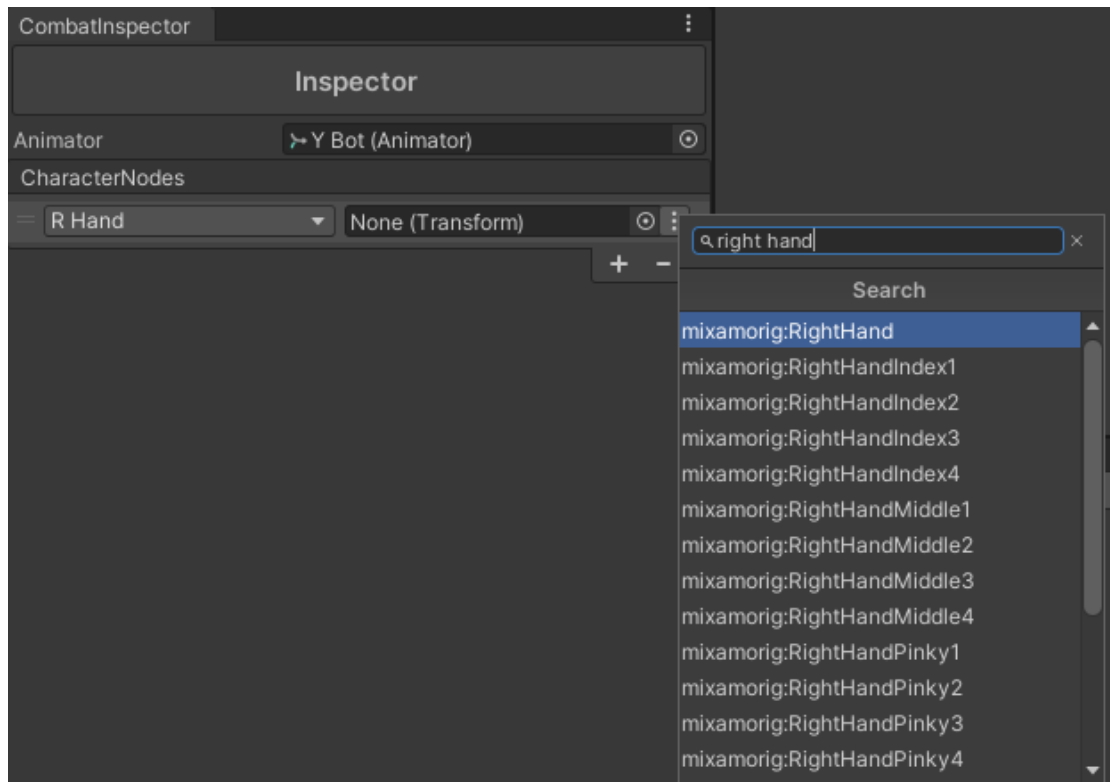 CombatInspector
Inspector
Animator
Y Bot (Animator)
CharacterNodes
R Hand
None (Transform)
right hand
Search
mixamorig:RightHand
mixamorig:RightHandIndex1
mixamorig:RightHandIndex2
mixamorig:RightHandIndex3
mixamorig:RightHandIndex4
mixamorig:RightHandMiddle1
mixamorig:RightHandMiddle2
mixamorig:RightHandMiddle3
mixamorig:RightHandMiddle4
mixamorig:RightHandPinky1
mixamorig:RightHandPinky2
mixamorig:RightHandPinky3
mixamorig:RightHandPinky4